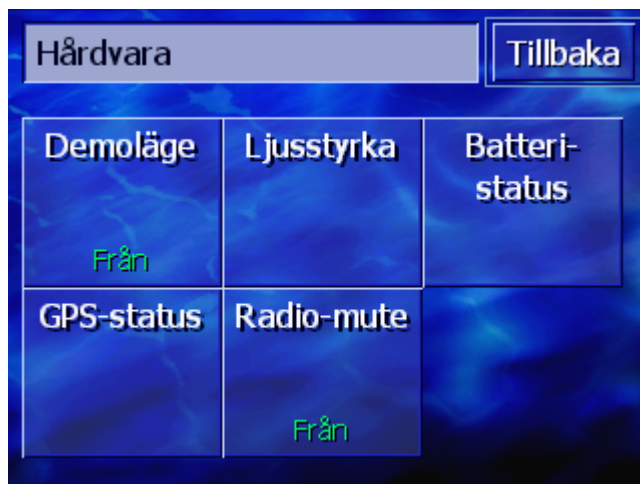 Hårdvara
Tillbaka
Demoläge
Från
Ljusstyrka
Batteri-
status
GPS-status
Radio-mute
Från